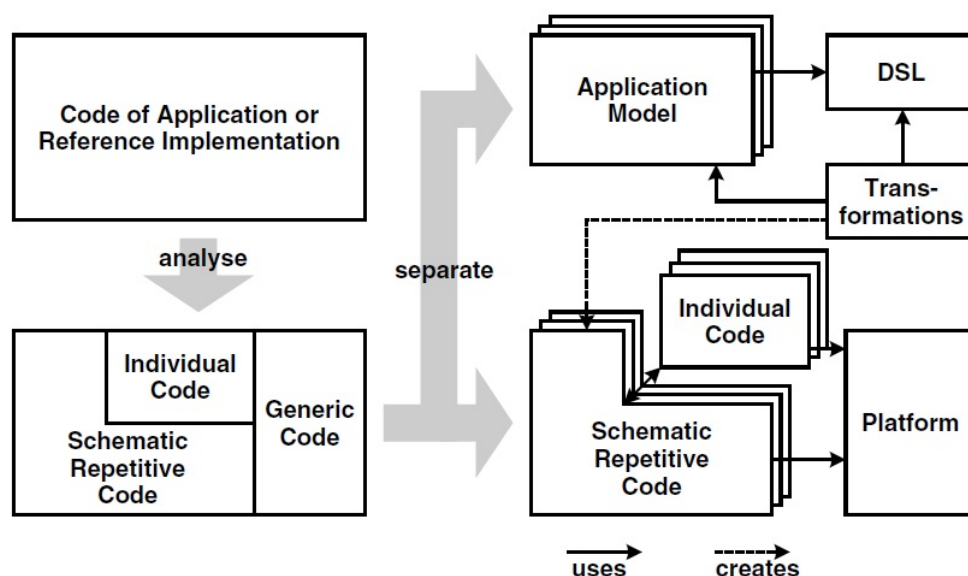 Code of Application or
Reference Implementation
analyse
Individual
Code
Generic
Code
Schematic
Repetitive
Code
separate
Application
Model
DSL
Trans-
formations
Individual
Code
Schematic
Repetitive
Code
Platform
uses
creates